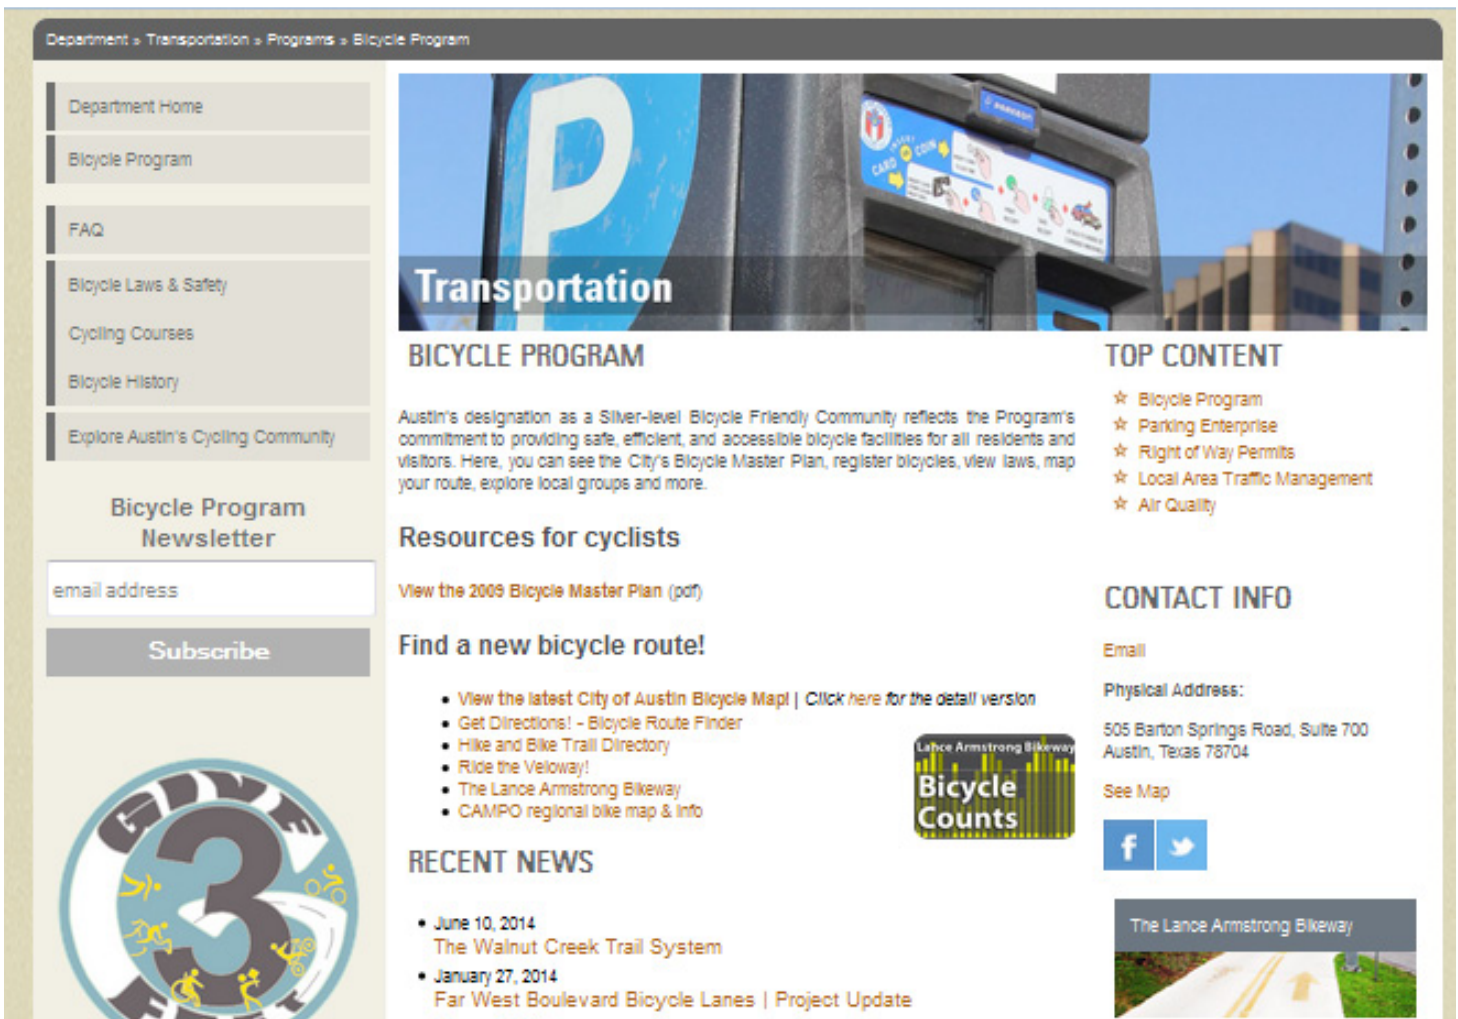 Department » Transportation » Programs » Bicycle Program
Department Home
Bicycle Program
FAQ
Bicycle Laws & Safety
Cycling Courses
Bicycle History
Explore Austin's Cycling Community
Bicycle Program
Newsletter
email address
Subscribe
GIVE
3
P
INSERT
CARD OR COIN
Transportation
BICYCLE PROGRAM
Austin's designation as a Silver-level Bicycle Friendly Community reflects the Program's
commitment to providing safe, efficient, and accessible bicycle facilities for all residents and
visitors. Here, you can see the City's Bicycle Master Plan, register bicycles, view laws, map
your route, explore local groups and more.
Resources for cyclists
View the 2009 Bicycle Master Plan (pdf)
Find a new bicycle route!
View the latest City of Austin Bicycle Map! | Click here for the detail version
Get Directions! - Bicycle Route Finder
Hike and Bike Trail Directory
Ride the Veloway!
The Lance Armstrong Bikeway
CAMPO regional bike map & info
Lance Armstrong Bikeway
Bicycle
Counts
RECENT NEWS
June 10, 2014
The Walnut Creek Trail System
January 27, 2014
Far West Boulevard Bicycle Lanes | Project Update
TOP CONTENT
Bicycle Program
Parking Enterprise
Right of Way Permits
Local Area Traffic Management
Air Quality
CONTACT INFO
Email
Physical Address:
505 Barton Springs Road, Suite 700
Austin, Texas 78704
See Map
The Lance Armstrong Bikeway